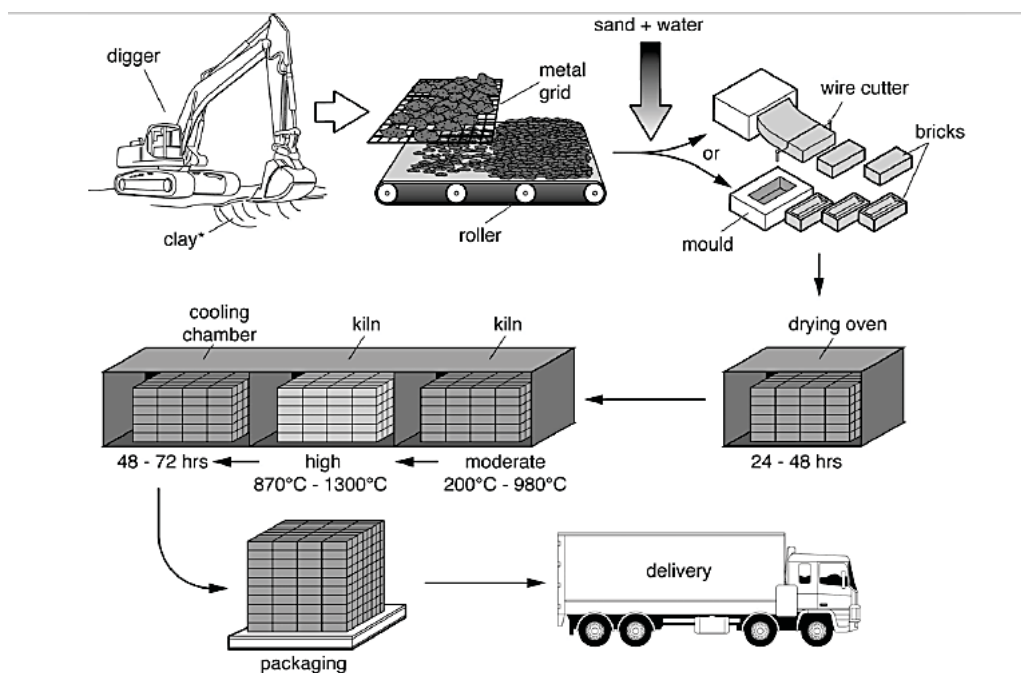 digger
clay*
metal
grid
roller
sand + water
or
wire cutter
bricks
mould
drying oven
24 - 48 hrs
kiln
moderate
200°C - 980°C
kiln
high
870°C - 1300°C
cooling
chamber
48 - 72 hrs
packaging
delivery